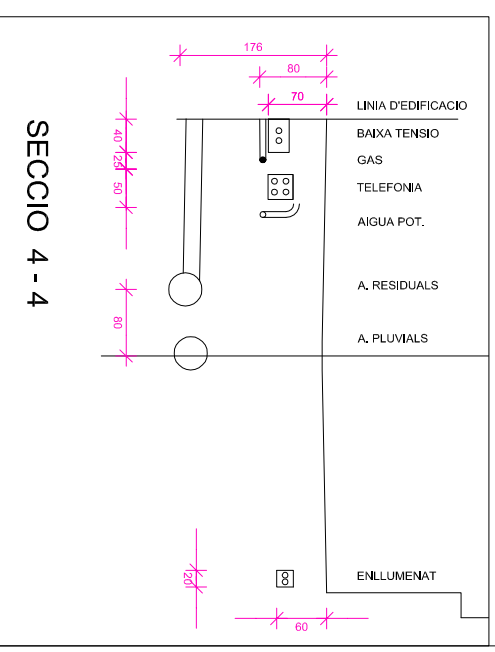 176
80
70
LINIA D'EDIFICACIO
BAIXA TENSIO
GAS
TELEFONIA
AIGUA POT.
A. RESIDUALS
A. PLUVIALS
ENLLUMENAT
40
25
50
80
20
60
SECCIO 4 - 4